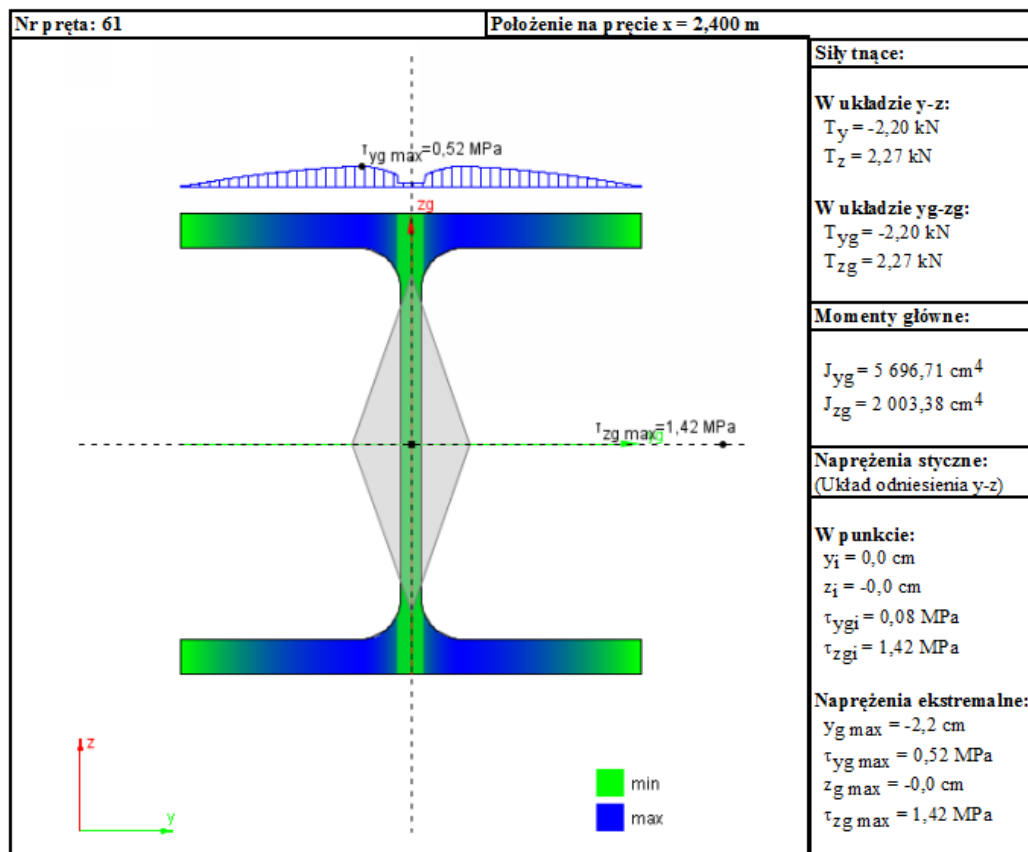 Nr pręta: 61
Położenie na pręcie x = 2,400 m
τyg max=0,52 MPa
zg
τzg max=1,42 MPa
yg
z
y
min
max
Siły tnące:
W układzie y-z:
Ty = -2,20 kN
Tz = 2,27 kN
W układzie yg-zg:
Tyg = -2,20 kN
Tzg = 2,27 kN
Momenty główne:
Jyg = 5 696,71 cm4
Jzg = 2 003,38 cm4
Naprężenia styczne:
(Układ odniesienia y-z)
W punkcie:
yi = 0,0 cm
zi = -0,0 cm
τygi = 0,08 MPa
τzgi = 1,42 MPa
Naprężenia ekstremalne:
yg max = -2,2 cm
τyg max = 0,52 MPa
zg max = -0,0 cm
τzg max = 1,42 MPa